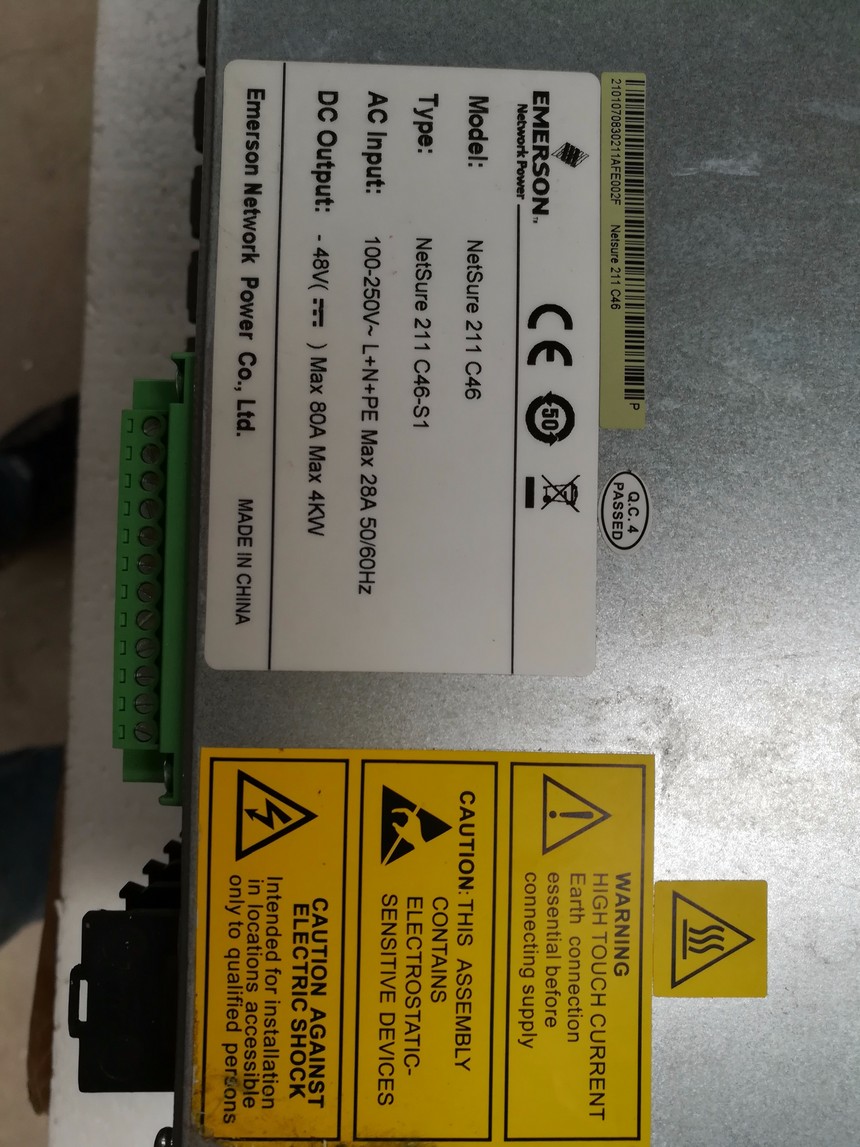 2101070830211AFE002F Netsure 211 C46
P
Q.C. 4
PASSED
EMERSON™
Network Power
CE
50
Model: NetSure 211 C46
Type: NetSure 211 C46-S1
AC Input: 100-250V~ L+N+PE Max 28A 50/60Hz
DC Output: - 48V( ⎓ ) Max 80A Max 4KW
Emerson Network Power Co., Ltd. MADE IN CHINA
WARNING
HIGH TOUCH CURRENT
Earth connection
essential before
connecting supply
CAUTION: THIS ASSEMBLY
CONTAINS
ELECTROSTATIC-
SENSITIVE DEVICES
CAUTION AGAINST
ELECTRIC SHOCK
Intended for installation
in locations accessible
only to qualified persons